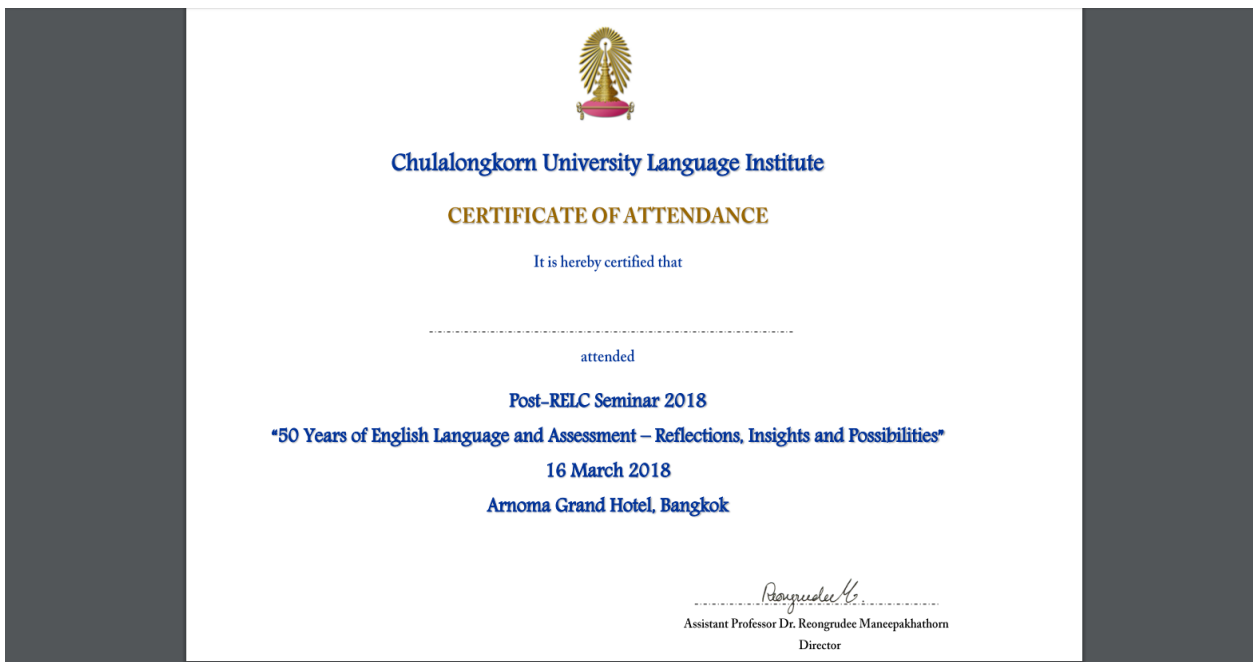 Chulalongkorn University Language Institute
CERTIFICATE OF ATTENDANCE
It is hereby certified that
attended
Post-RELC Seminar 2018
“50 Years of English Language and Assessment – Reflections, Insights and Possibilities”
16 March 2018
Arnoma Grand Hotel, Bangkok
Reongrudee M.
Assistant Professor Dr. Reongrudee Maneepakhathorn
Director